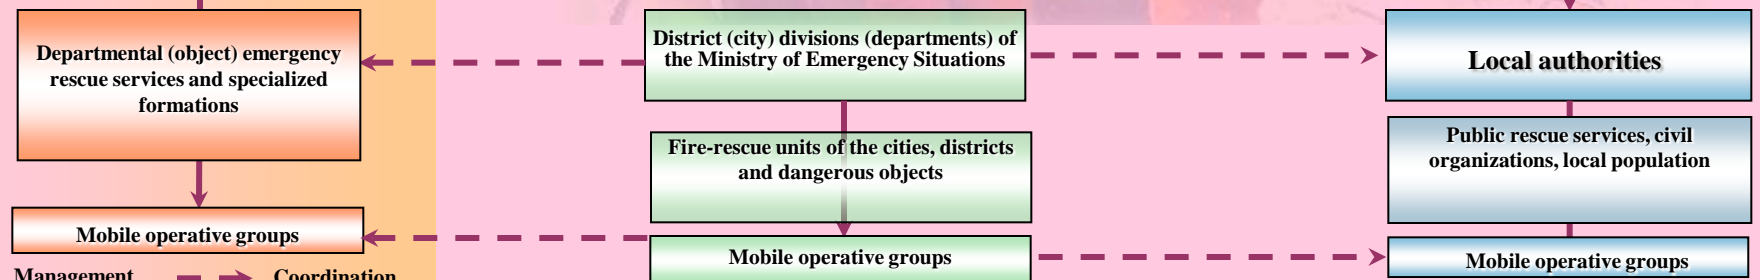 Departmental (object) emergency
rescue services and specialized
formations
District (city) divisions (departments) of
the Ministry of Emergency Situations
Local authorities
Fire-rescue units of the cities, districts
and dangerous objects
Public rescue services, civil
organizations, local population
Mobile operative groups
Mobile operative groups
Mobile operative groups
Management
Coordination